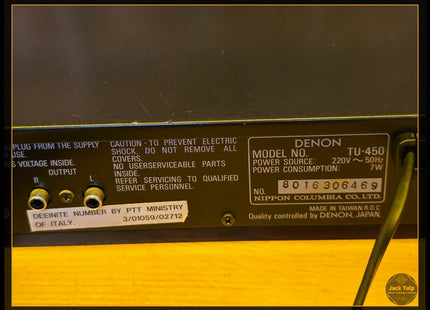 PLUG FROM THE SUPPLY
USE.
S VOLTAGE INSIDE.
OUTPUT
R L
CAUTION - TO PREVENT ELECTRIC
SHOCK, DO NOT REMOVE ALL
COVERS.
NO USERSERVICEABLE PARTS
INSIDE.
REFER SERVICING TO QUALIFIED
SERVICE PERSONNEL.
DEEINITE NUMBER BY PTT MINISTRY
OF ITALY. 3/01059/02712
DENON
MODEL NO. TU-450
POWER SOURCE: 220V ~ 50Hz
POWER CONSUMPTION: 7W
NO. 8016306469
NIPPON COLUMBIA CO. LTD.
MADE IN TAIWAN R.O.C
Quality controlled by DENON, JAPAN.
Jack Tulp